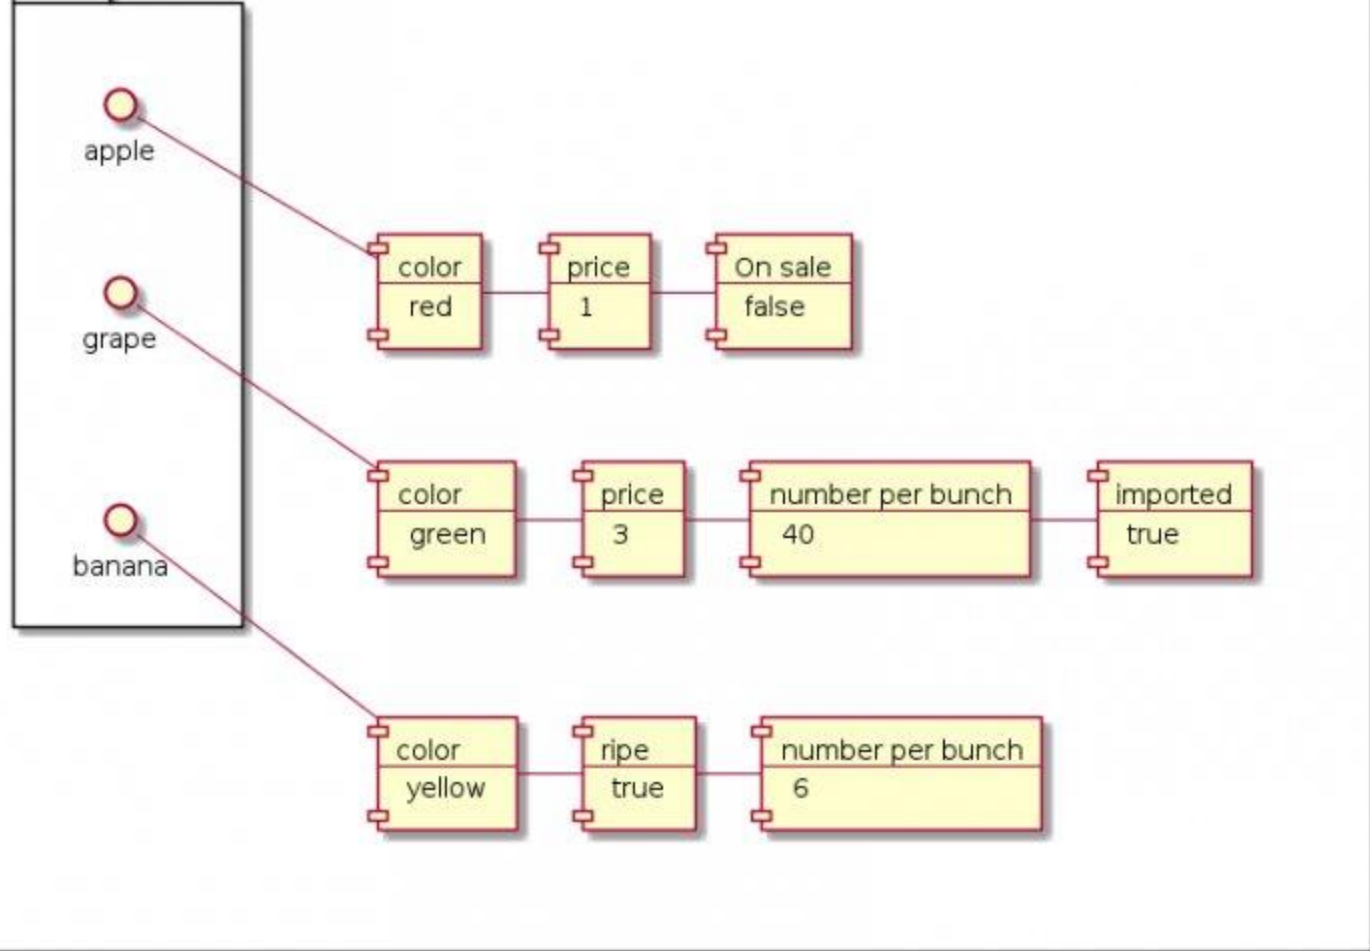 apple
color
red
price
1
On sale
false
grape
color
green
price
3
number per bunch
40
imported
true
banana
color
yellow
ripe
true
number per bunch
6